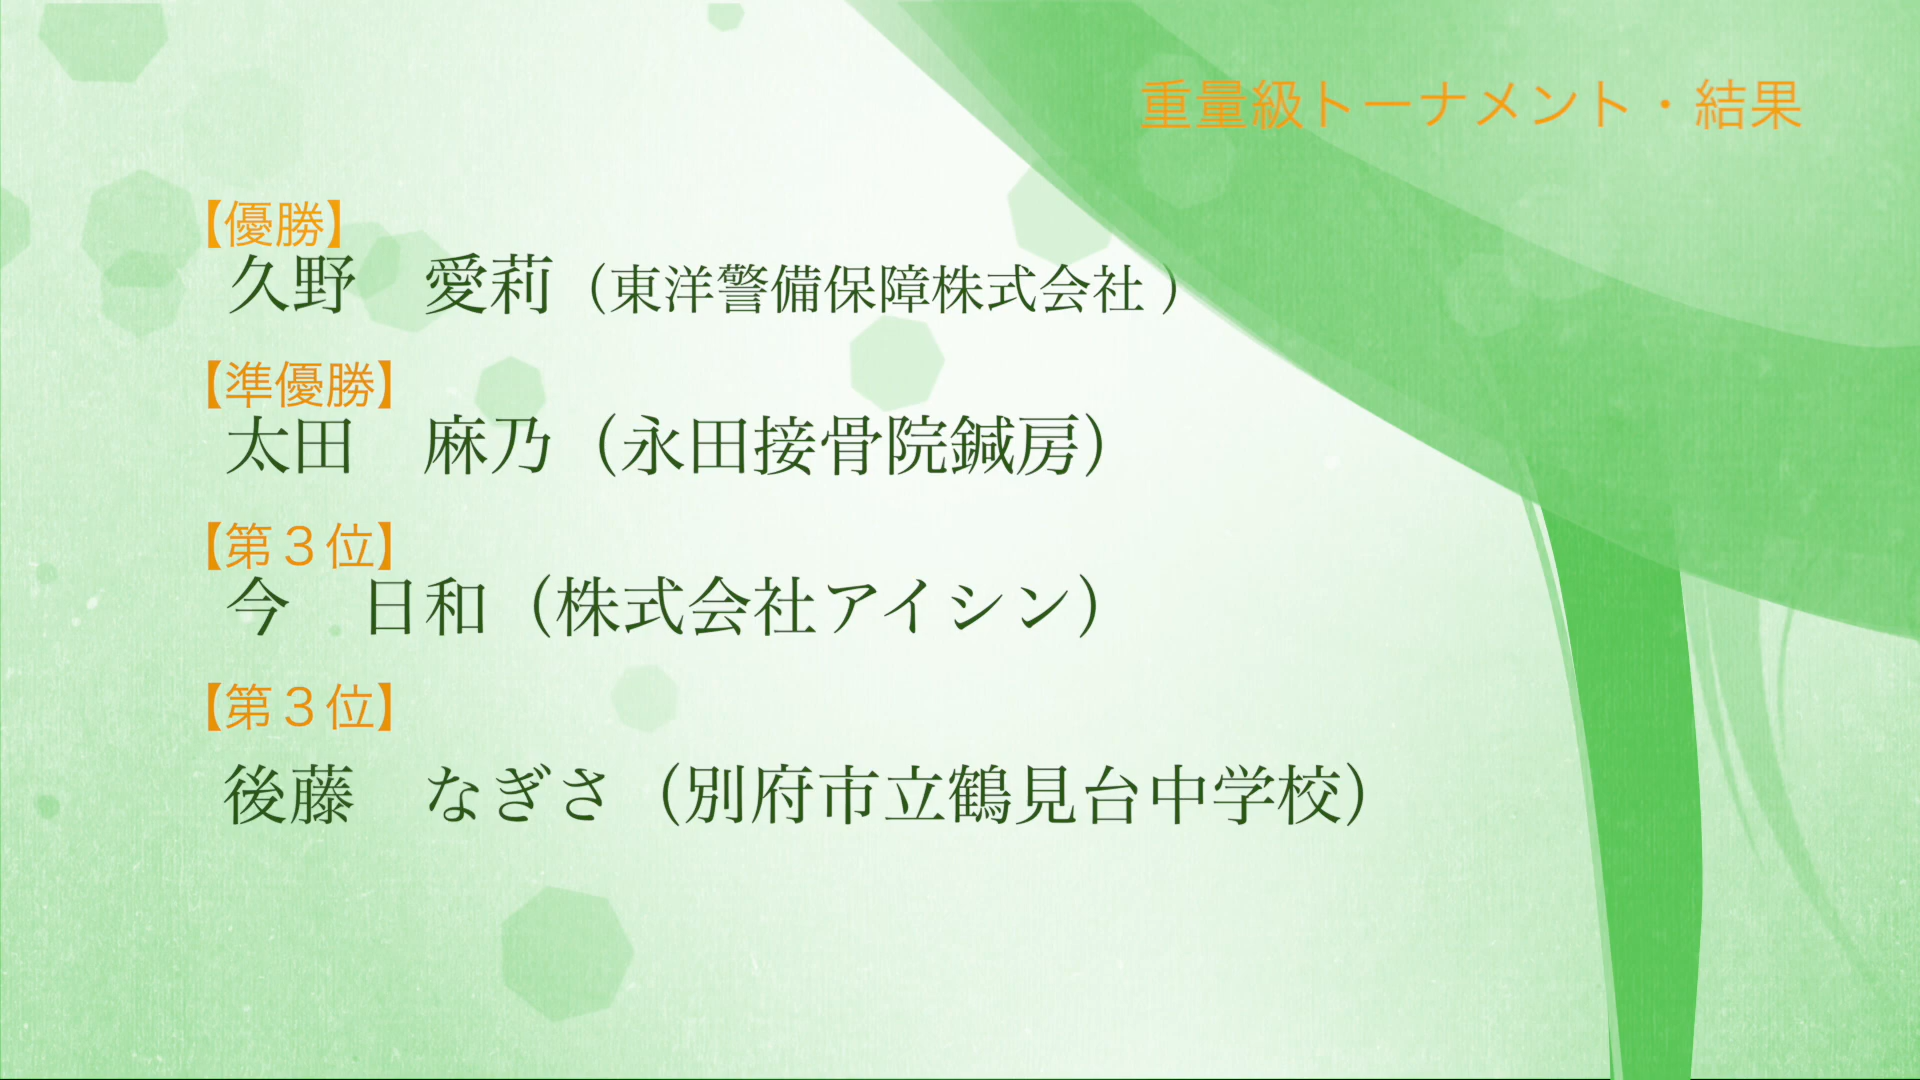 重量級トーナメント・結果
【優勝】
久野　愛莉（東洋警備保障株式会社 ）
【準優勝】
太田　麻乃（永田接骨院鍼房）
【第３位】
今　日和（株式会社アイシン）
【第３位】
後藤　なぎさ（別府市立鶴見台中学校）